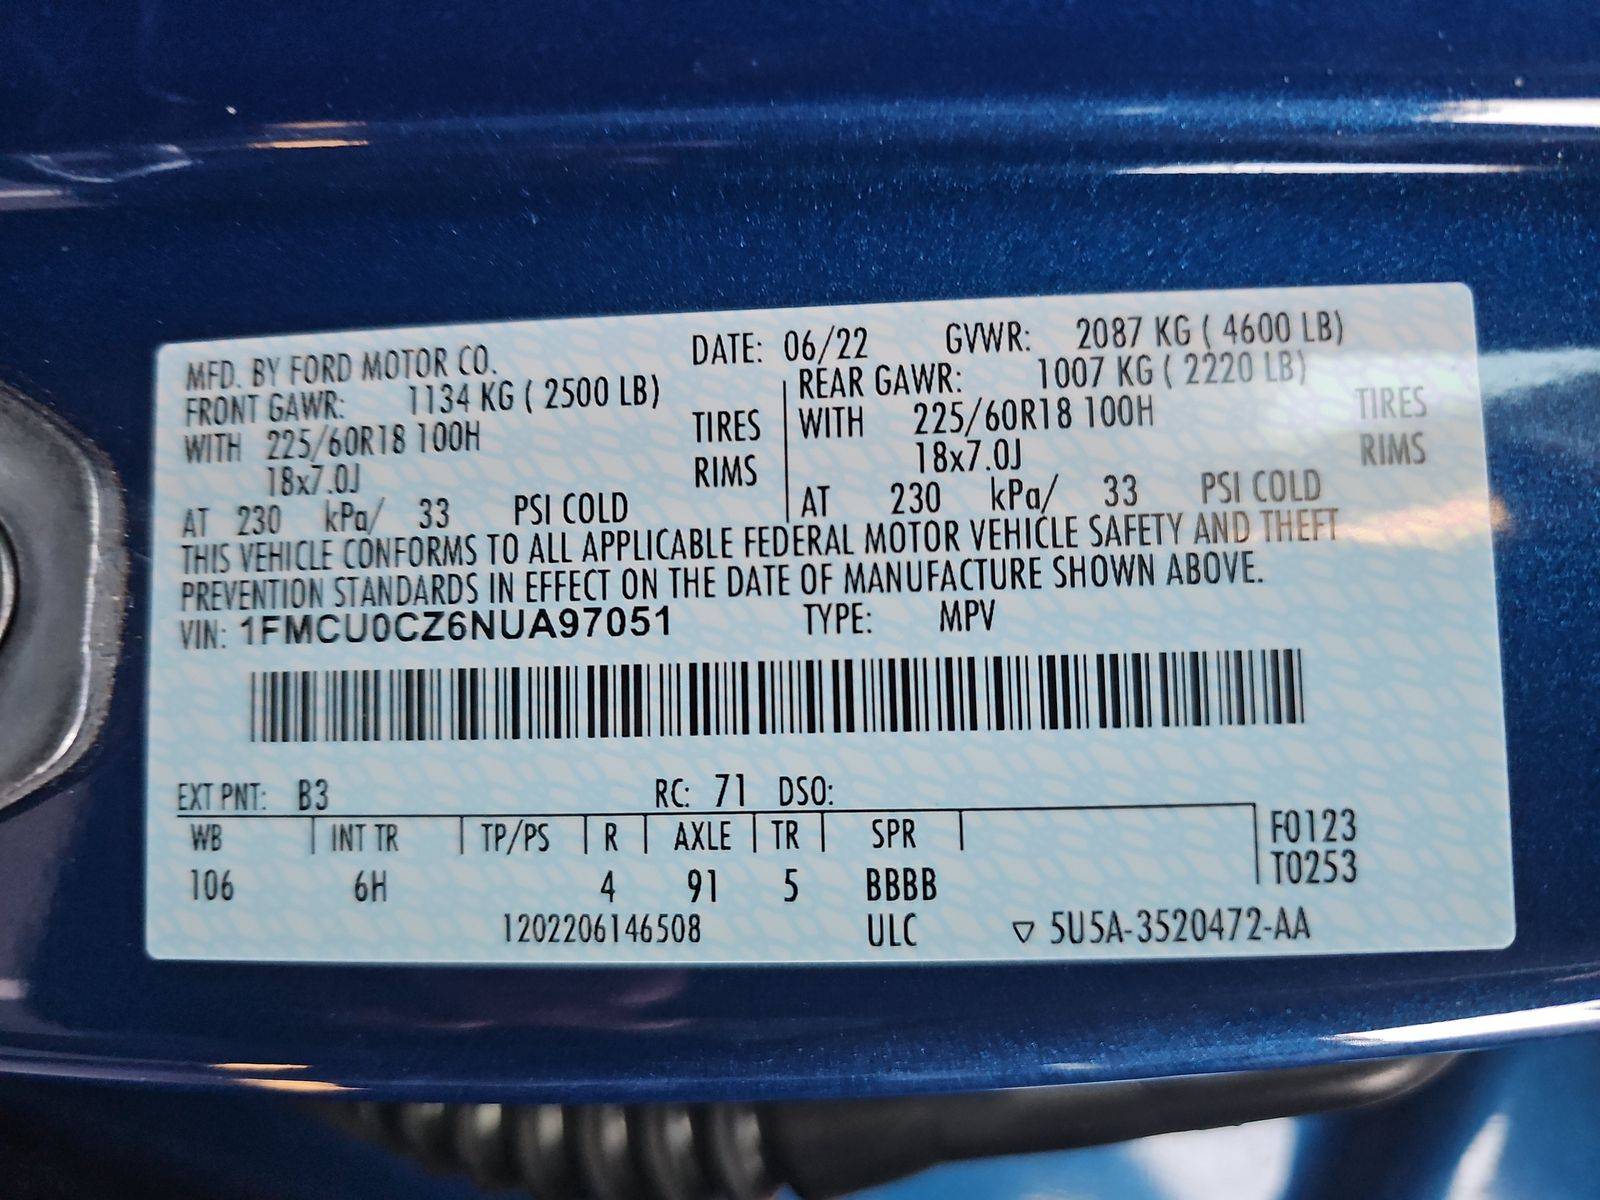 MFD. BY FORD MOTOR CO. DATE: 06/22 GVWR: 2087 KG ( 4600 LB)
FRONT GAWR: 1134 KG ( 2500 LB) REAR GAWR: 1007 KG ( 2220 LB)
WITH 225/60R18 100H TIRES WITH 225/60R18 100H TIRES
18x7.0J RIMS 18x7.0J RIMS
AT 230 kPa/ 33 PSI COLD AT 230 kPa/ 33 PSI COLD
THIS VEHICLE CONFORMS TO ALL APPLICABLE FEDERAL MOTOR VEHICLE SAFETY AND THEFT
PREVENTION STANDARDS IN EFFECT ON THE DATE OF MANUFACTURE SHOWN ABOVE.
VIN: 1FMCU0CZ6NUA97051 TYPE: MPV
EXT PNT: B3 RC: 71 DSO:
WB INT TR TP/PS R AXLE TR SPR F0123
106 6H 4 91 5 BBBB T0253
1202206146508 ULC ▽ 5U5A-3520472-AA